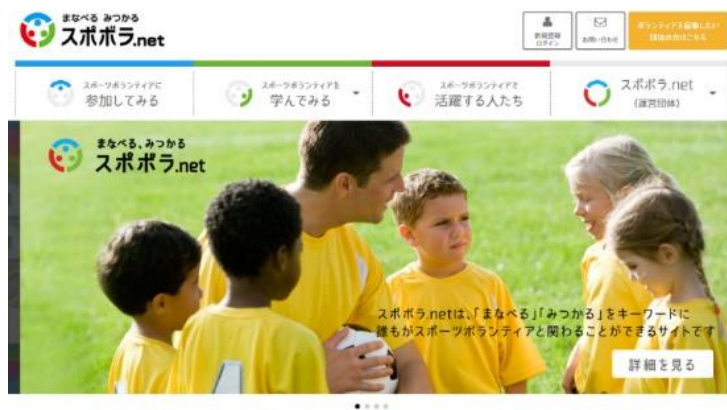 まなべる みつかる
スポボラ.net
新規登録
ログイン
お問い合わせ
ボランティアを募集したい
団体の方はこちら
スポーツボランティアに
参加してみる
スポーツボランティアを
学んでみる
スポーツボランティアで
活躍する人たち
スポボラ.net
(運営団体)
まなべる、みつかる
スポボラ.net
スポボラ.netは、「まなべる」「みつかる」をキーワードに
誰もがスポーツボランティアと関わることができるサイトです
詳細を見る